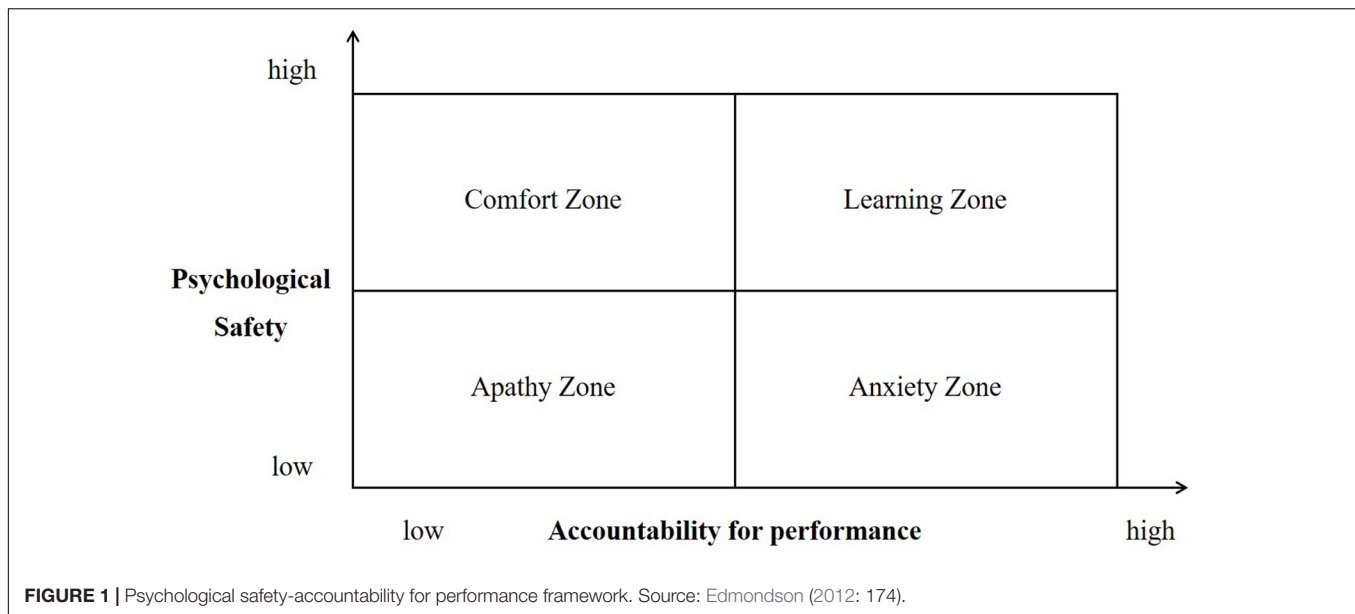 high
Comfort Zone Learning Zone
Psychological
Safety
Apathy Zone Anxiety Zone
low
low Accountability for performance high
FIGURE 1 | Psychological safety-accountability for performance framework. Source: Edmondson (2012: 174).